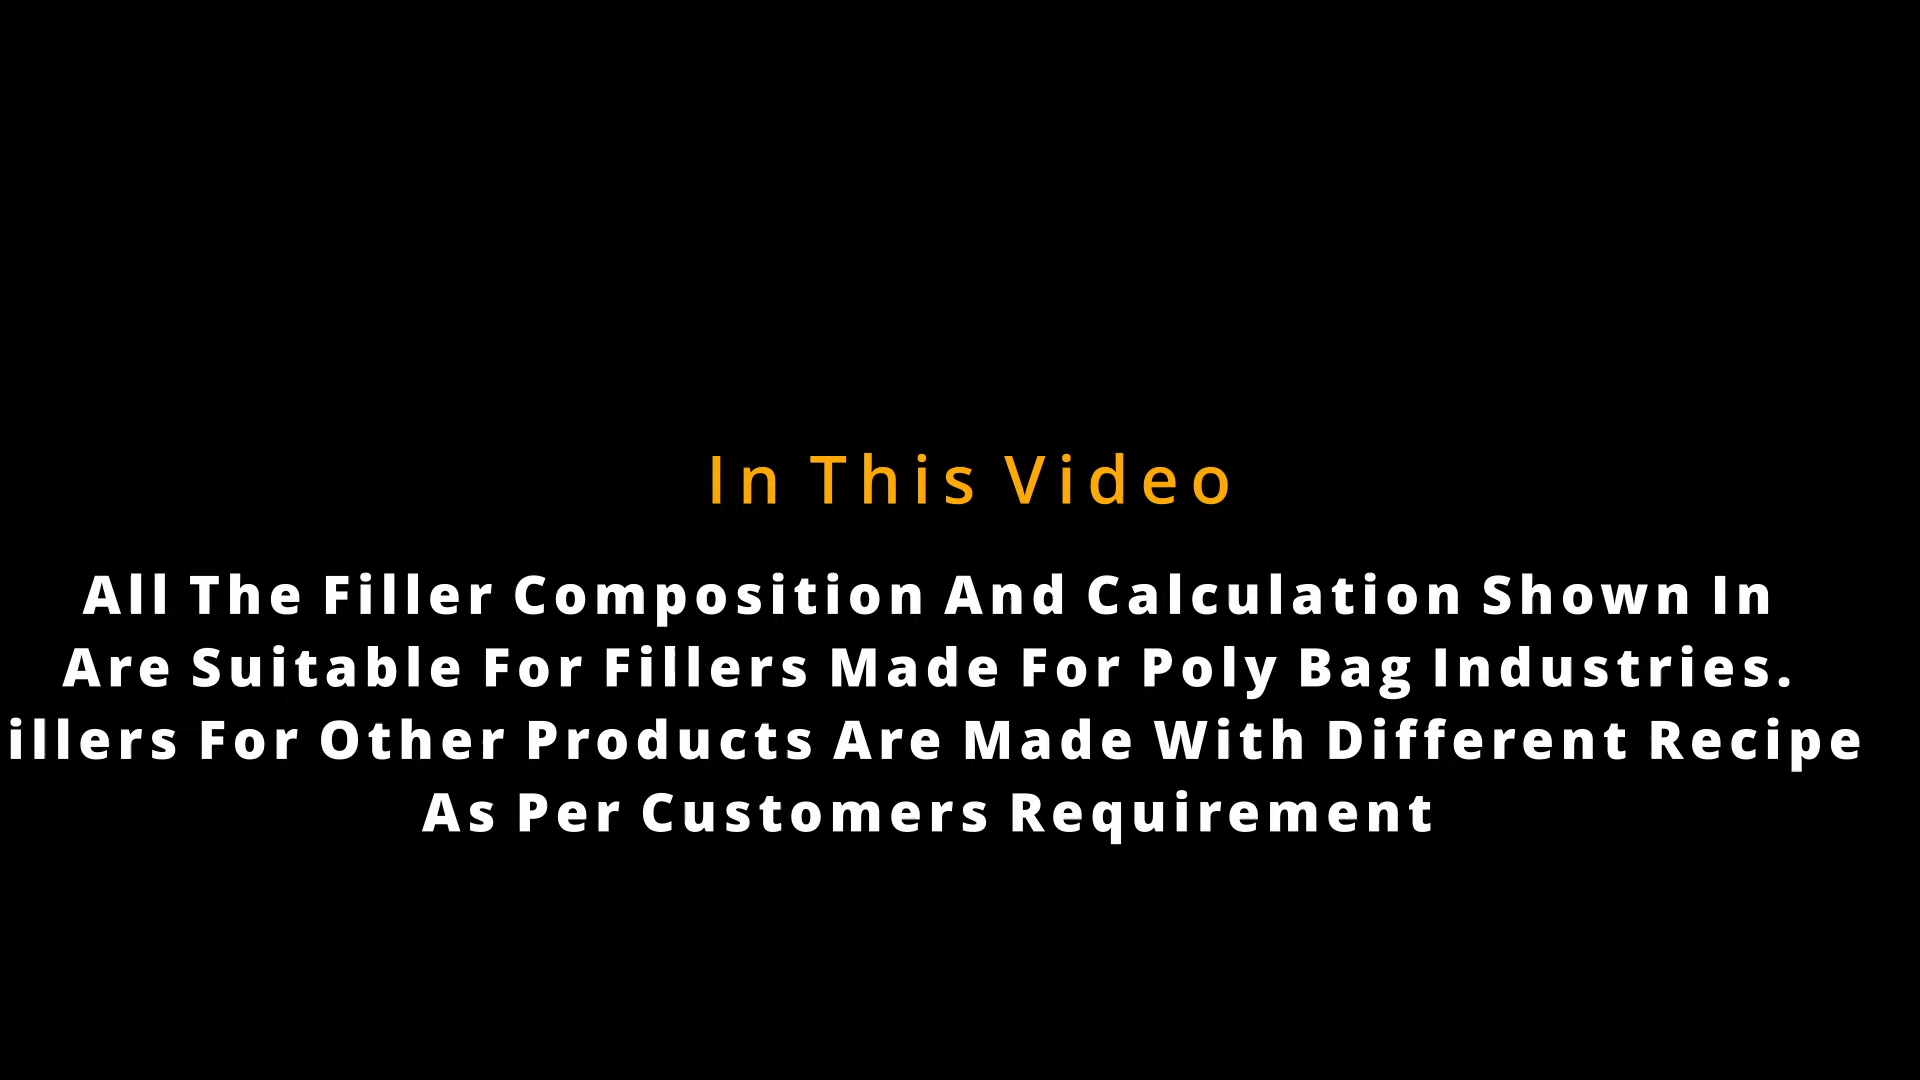 In This Video
All The Filler Composition And Calculation Shown In
Are Suitable For Fillers Made For Poly Bag Industries.
illers For Other Products Are Made With Different Recipe
As Per Customers Requirement